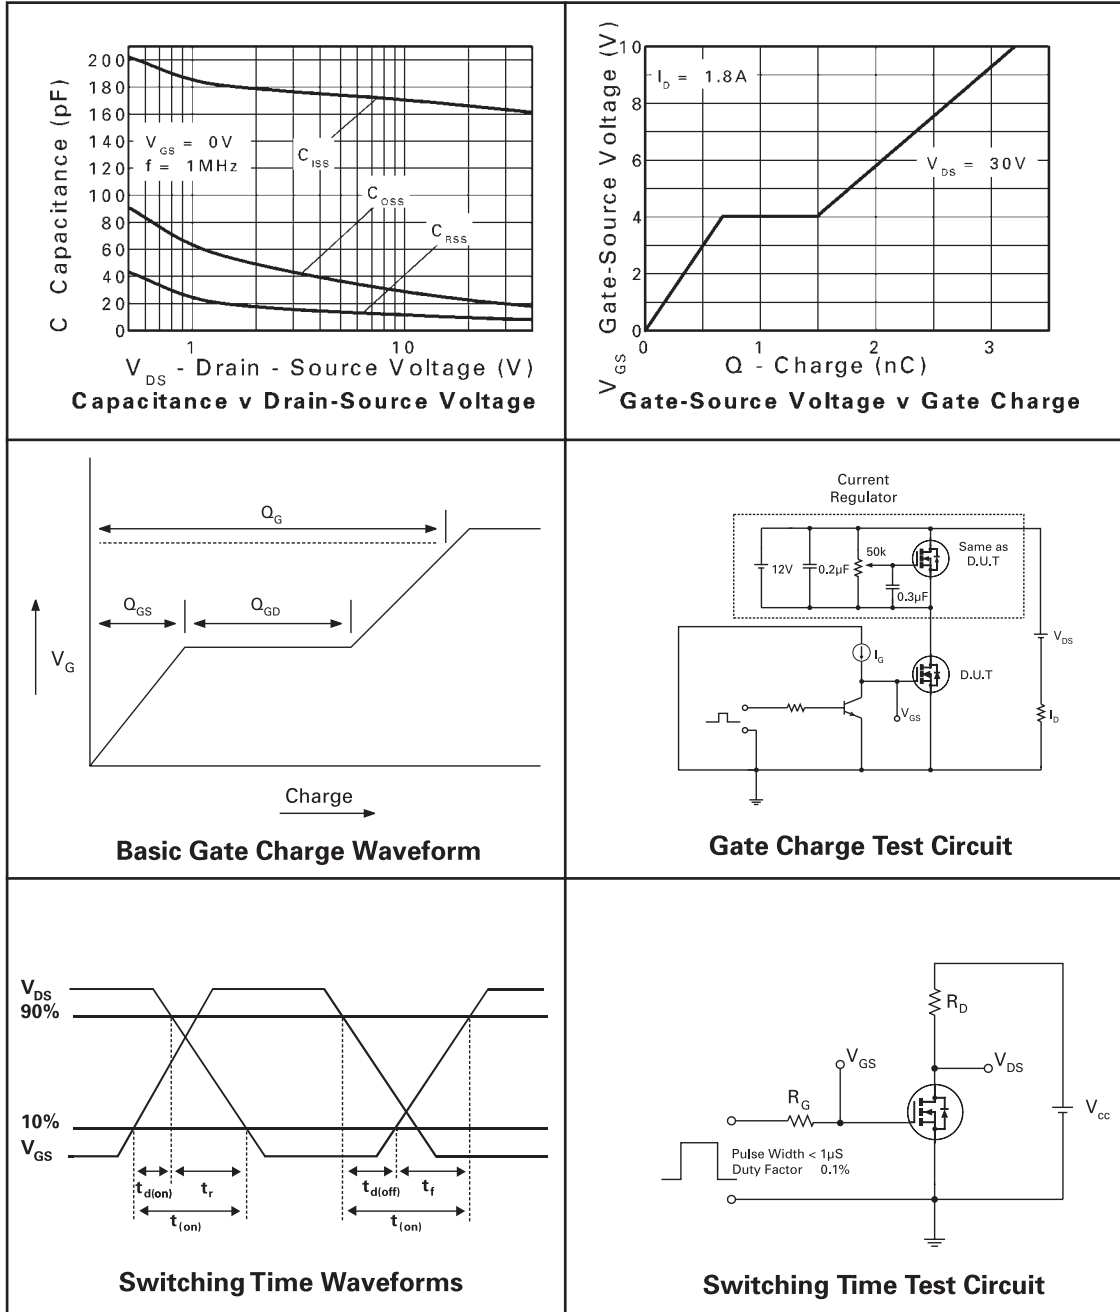 200
180
160
140
120
100
80
60
40
20
0
C Capacitance (pF)
V_GS = 0V
f = 1MHz
C_ISS
C_OSS
C_RSS
1 10
V_DS - Drain - Source Voltage (V)
Capacitance v Drain-Source Voltage
10
8
6
4
2
0
V_GS Gate-Source Voltage (V)
I_D = 1.8A
V_DS = 30V
0 1 2 3
Q - Charge (nC)
Gate-Source Voltage v Gate Charge
Q_G
Q_GS Q_GD
V_G
Charge
Basic Gate Charge Waveform
Current
Regulator
12V
0.2µF
50k
0.3µF
Same as
D.U.T
I_G
D.U.T
V_GS
V_DS
I_D
Gate Charge Test Circuit
V_DS
90%
10%
V_GS
t_d(on) t_r t_d(off) t_f
t_(on) t_(on)
Switching Time Waveforms
R_D
V_GS
V_DS
R_G
V_cc
Pulse Width < 1µS
Duty Factor 0.1%
Switching Time Test Circuit